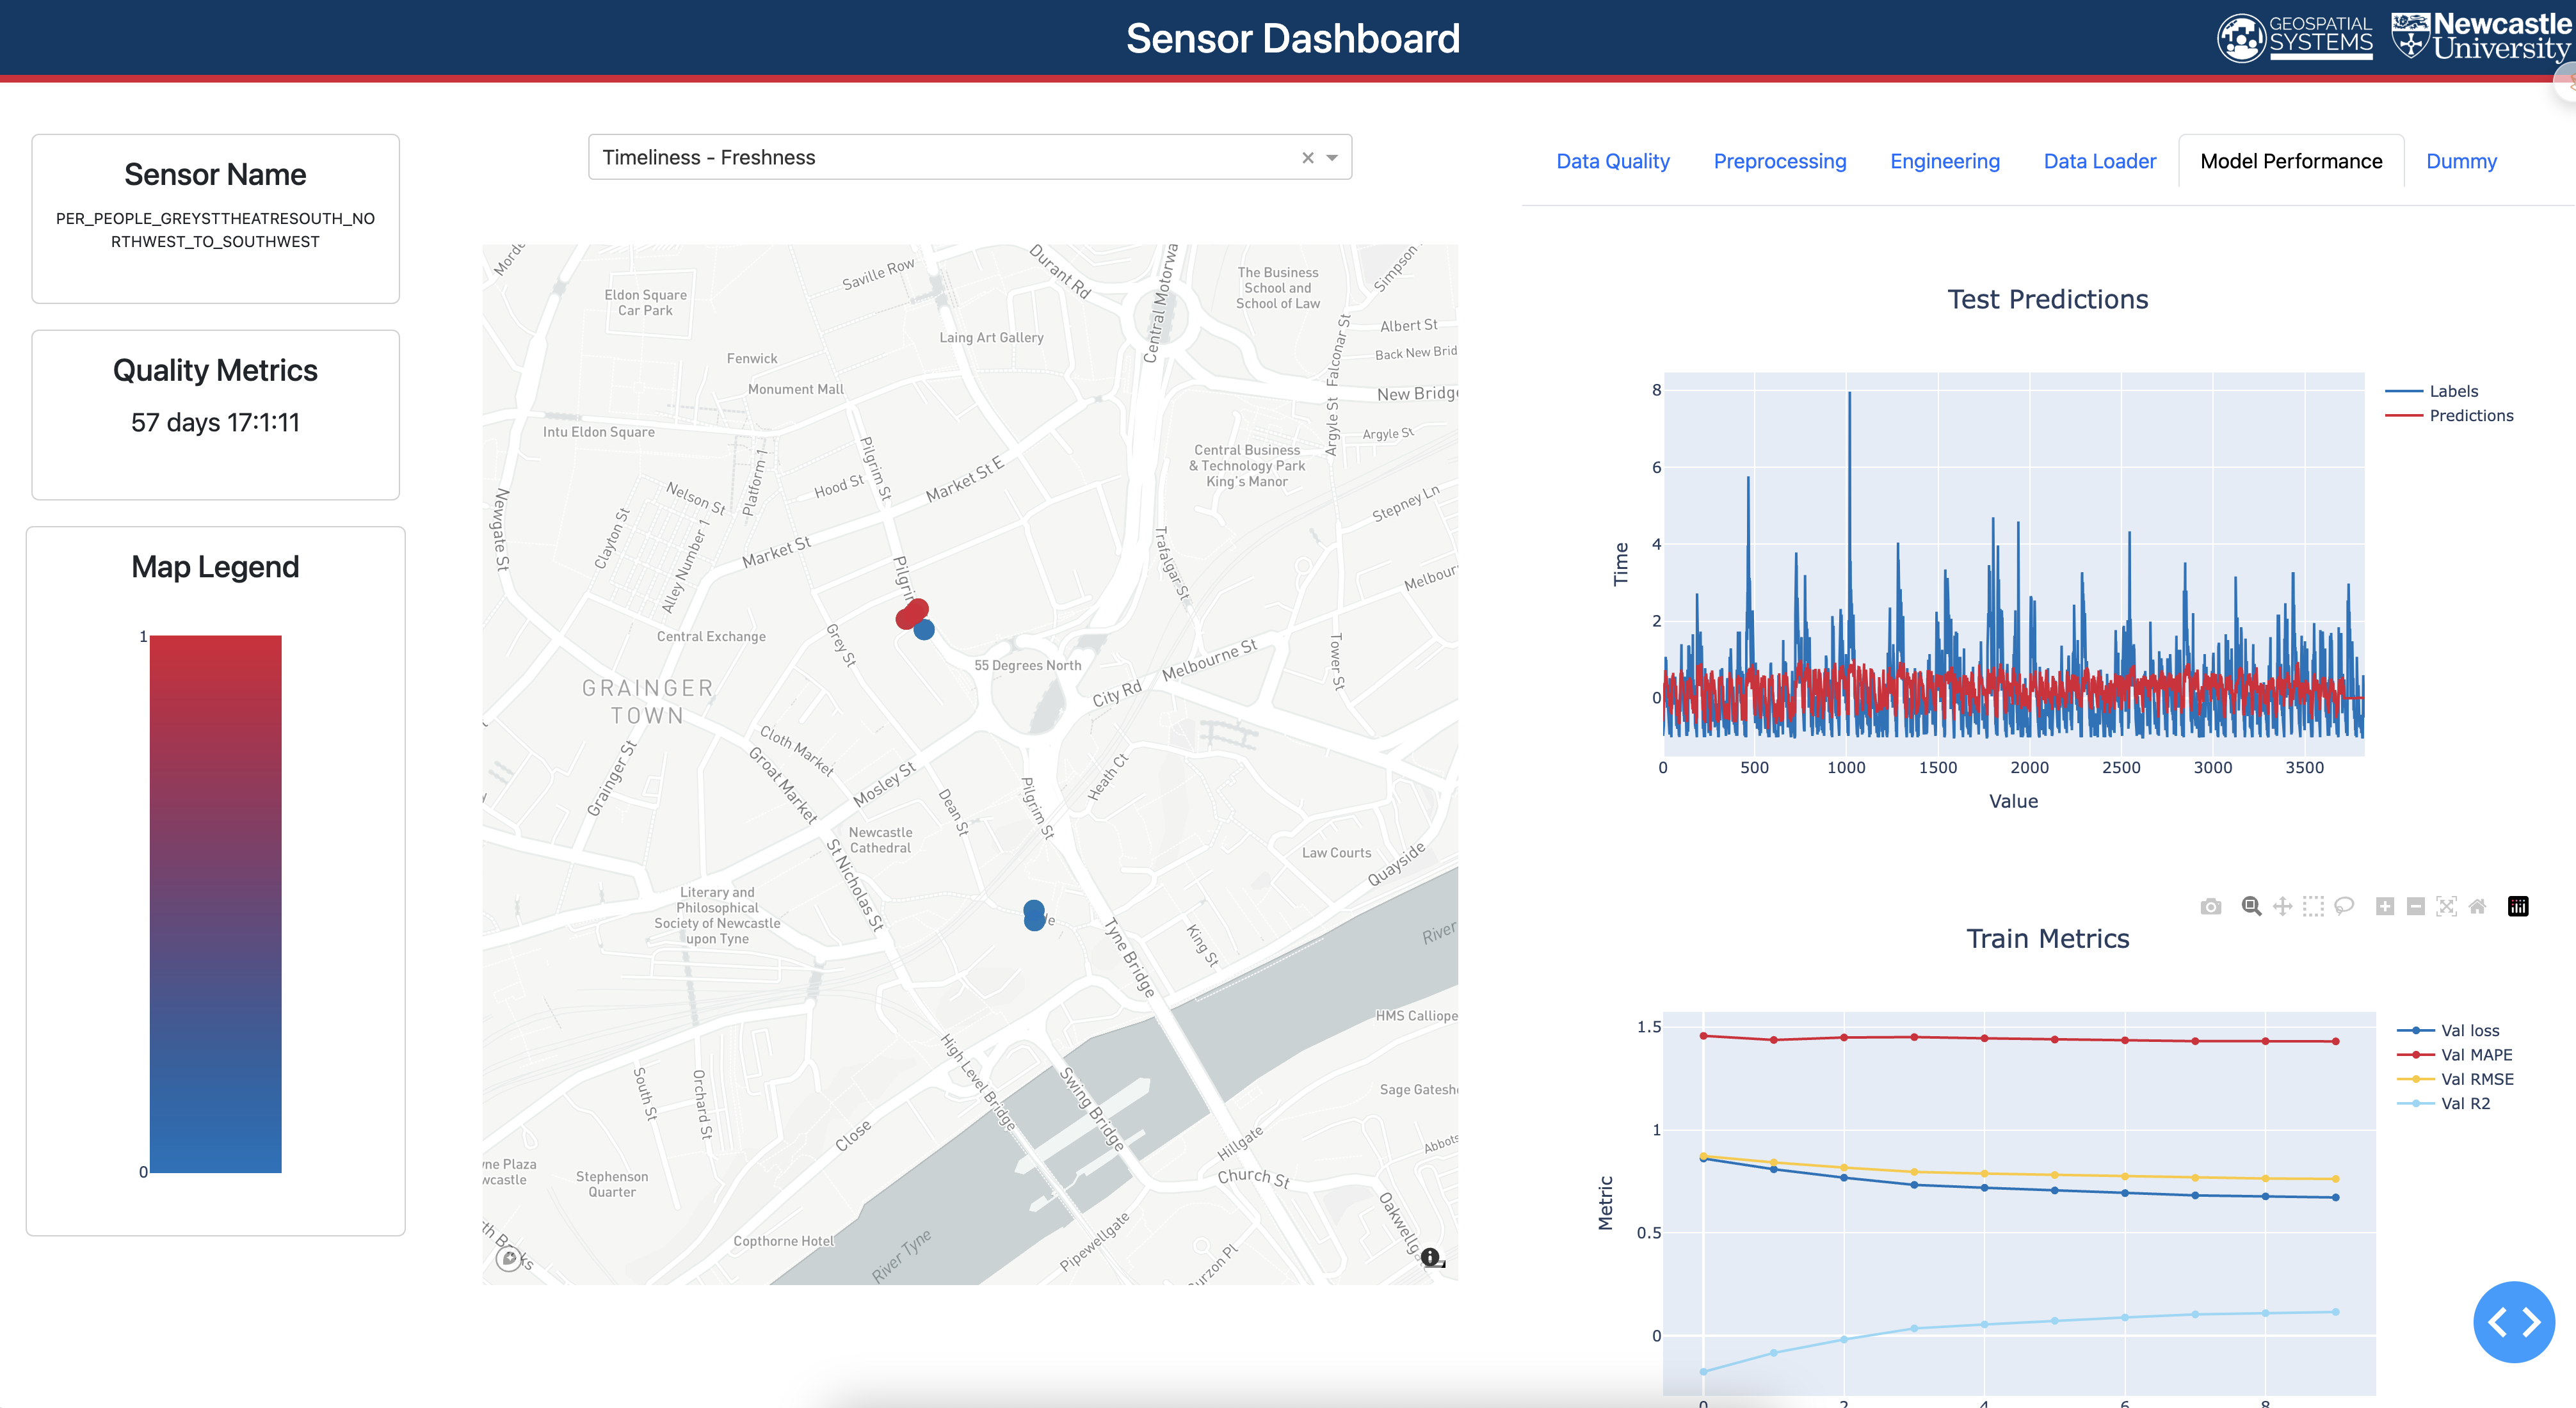 Sensor Dashboard
GEOSPATIAL
SYSTEMS
Newcastle
University
Sensor Name
PER_PEOPLE_GREYSTTHEATRESOUTH_NO
RTHWEST_TO_SOUTHWEST
Quality Metrics
57 days 17:1:11
Map Legend
1
0
Timeliness - Freshness
Data Quality
Preprocessing
Engineering
Data Loader
Model Performance
Dummy
Saville Row
Durant Rd
Central Motorwa
The Business
School and
School of Law
Simpson
Eldon Square
Car Park
Laing Art Gallery
Albert St
Falconar St
Back New Brid
Fenwick
Monument Mall
New Bridge
Argyle St
Argyle St
Intu Eldon Square
Pilgrim St
Market St E
Central Business
& Technology Park
King's Manor
Platform 1
Hood St
Nelson St
Newgate St
Clayton St
Alley Number 1
Market St
Stepney Ln
Trafalgar St
Melbour
Pilgri
Central Exchange
Grey St
55 Degrees North
Melbourne St
Tower St
City Rd
GRAINGER
TOWN
Cloth Market
Groat Market
Grainger St
Mosley St
Dean St
Pilgrim St
Heath Ct
Newcastle
Cathedral
St Nicholas St
Law Courts
Quayside
Literary and
Philosophical
Society of Newcastle
upon Tyne
Tyne Bridge
King St
River
HMS Calliope
High Level Bridge
Swing Bridge
South St
Orchard St
Close
Sage Gatesh
Hillgate
Abbots
Church St
yne Plaza
wcastle
Stephenson
Quarter
Oakwellg
Copthorne Hotel
River Tyne
Pipewellgate
urzon Pl
Test Predictions
8
6
4
2
0
Time
0 500 1000 1500 2000 2500 3000 3500
Value
Labels
Predictions
Train Metrics
1.5
1
0.5
0
Metric
0 2 4 6 8
Val loss
Val MAPE
Val RMSE
Val R2